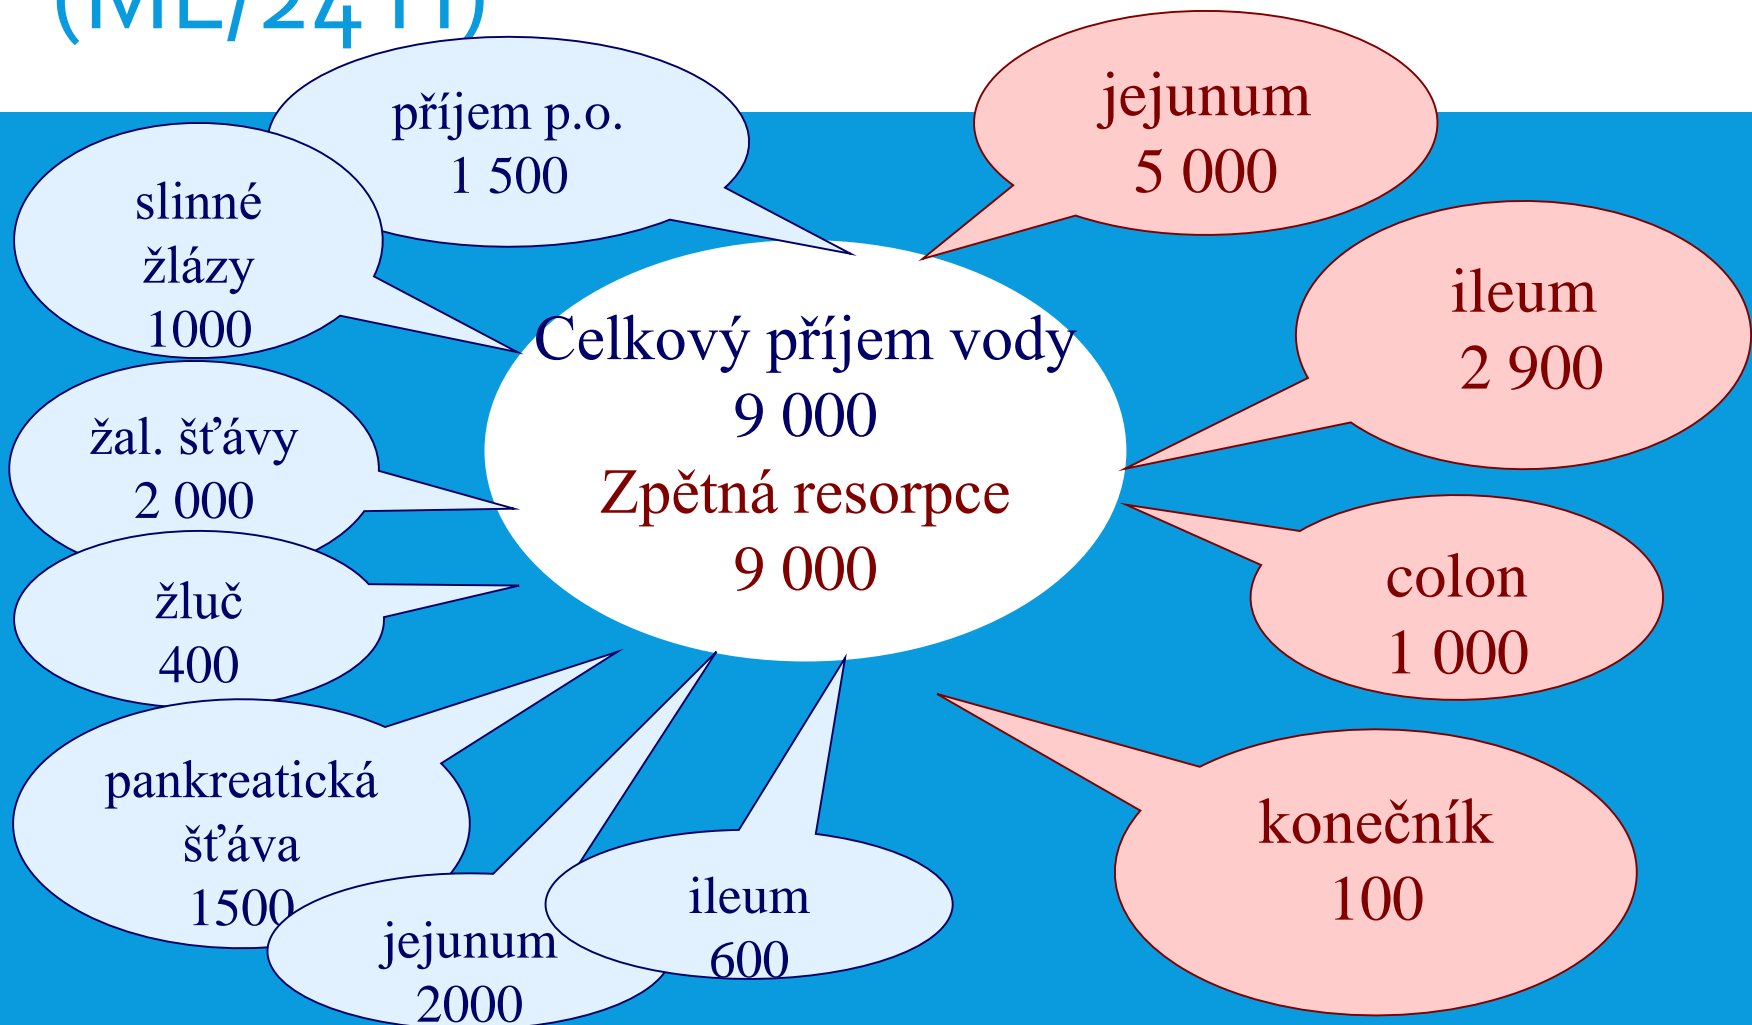 (ML/24 H)
příjem p.o.
1 500
slinné
žlázy
1000
žal. šťávy
2 000
žluč
400
pankreatická
šťáva
1500
jejunum
2000
ileum
600
Celkový příjem vody
9 000
Zpětná resorpce
9 000
jejunum
5 000
ileum
2 900
colon
1 000
konečník
100